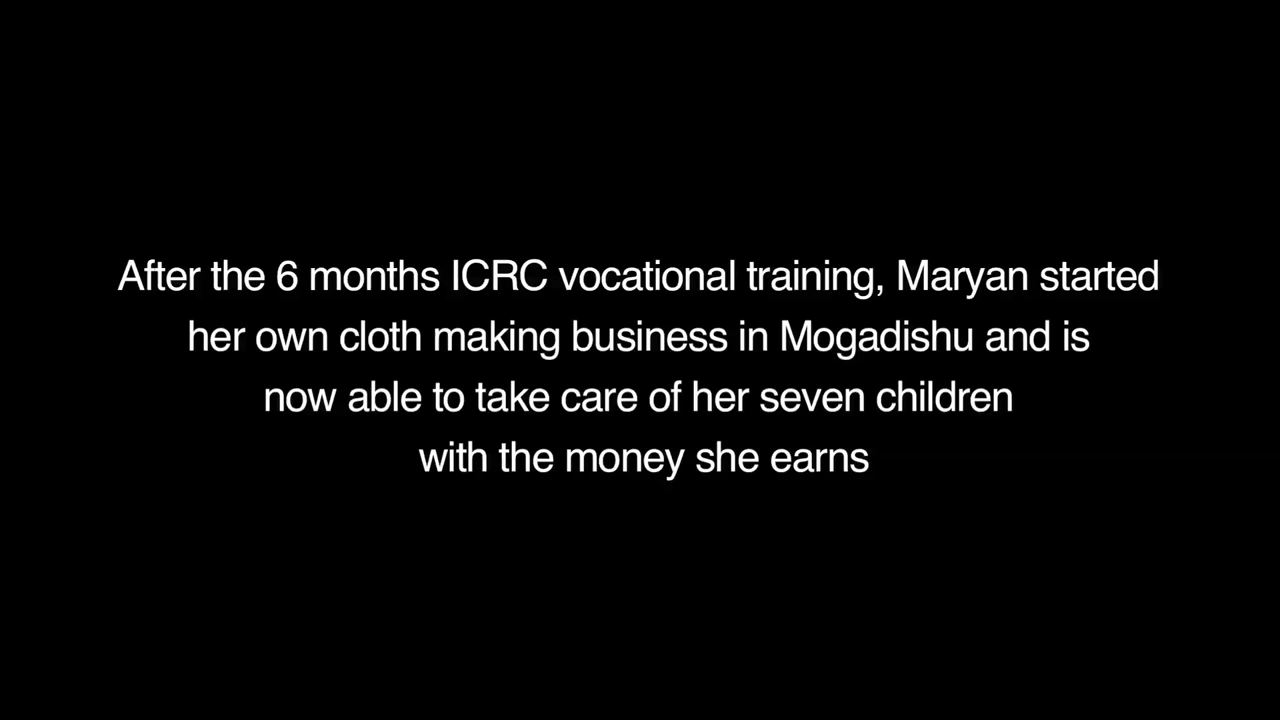 After the 6 months ICRC vocational training, Maryan started
her own cloth making business in Mogadishu and is
now able to take care of her seven children
with the money she earns